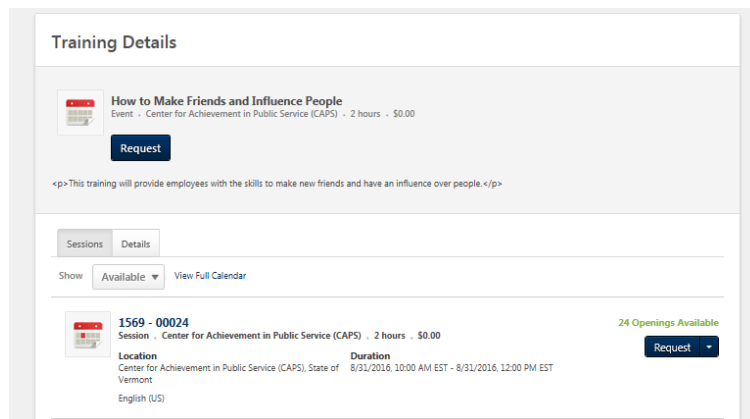 Training Details
How to Make Friends and Influence People
Event . Center for Achievement in Public Service (CAPS) . 2 hours . $0.00
Request
<p>This training will provide employees with the skills to make new friends and have an influence over people.</p>
Sessions Details
Show Available View Full Calendar
1569 - 00024 24 Openings Available
Session . Center for Achievement in Public Service (CAPS) . 2 hours . $0.00
Request
Location Duration
Center for Achievement in Public Service (CAPS), State of 8/31/2016, 10:00 AM EST - 8/31/2016, 12:00 PM EST
Vermont
English (US)